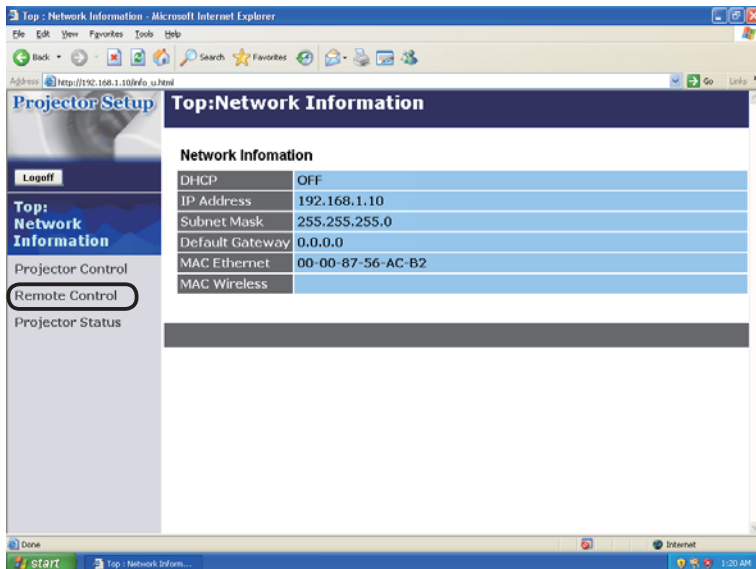 Top : Network Information - Microsoft Internet Explorer
File Edit View Favorites Tools Help
Back Search Favorites
Address http://192.168.1.10/info_u.html Go Links
Projector Setup
Top:Network Information
Network Infomation
Logoff
DHCP OFF
IP Address 192.168.1.10
Subnet Mask 255.255.255.0
Default Gateway 0.0.0.0
MAC Ethernet 00-00-87-56-AC-B2
MAC Wireless
Top:
Network
Information
Projector Control
Remote Control
Projector Status
Done Internet
start Top : Network Inform... 1:20 AM